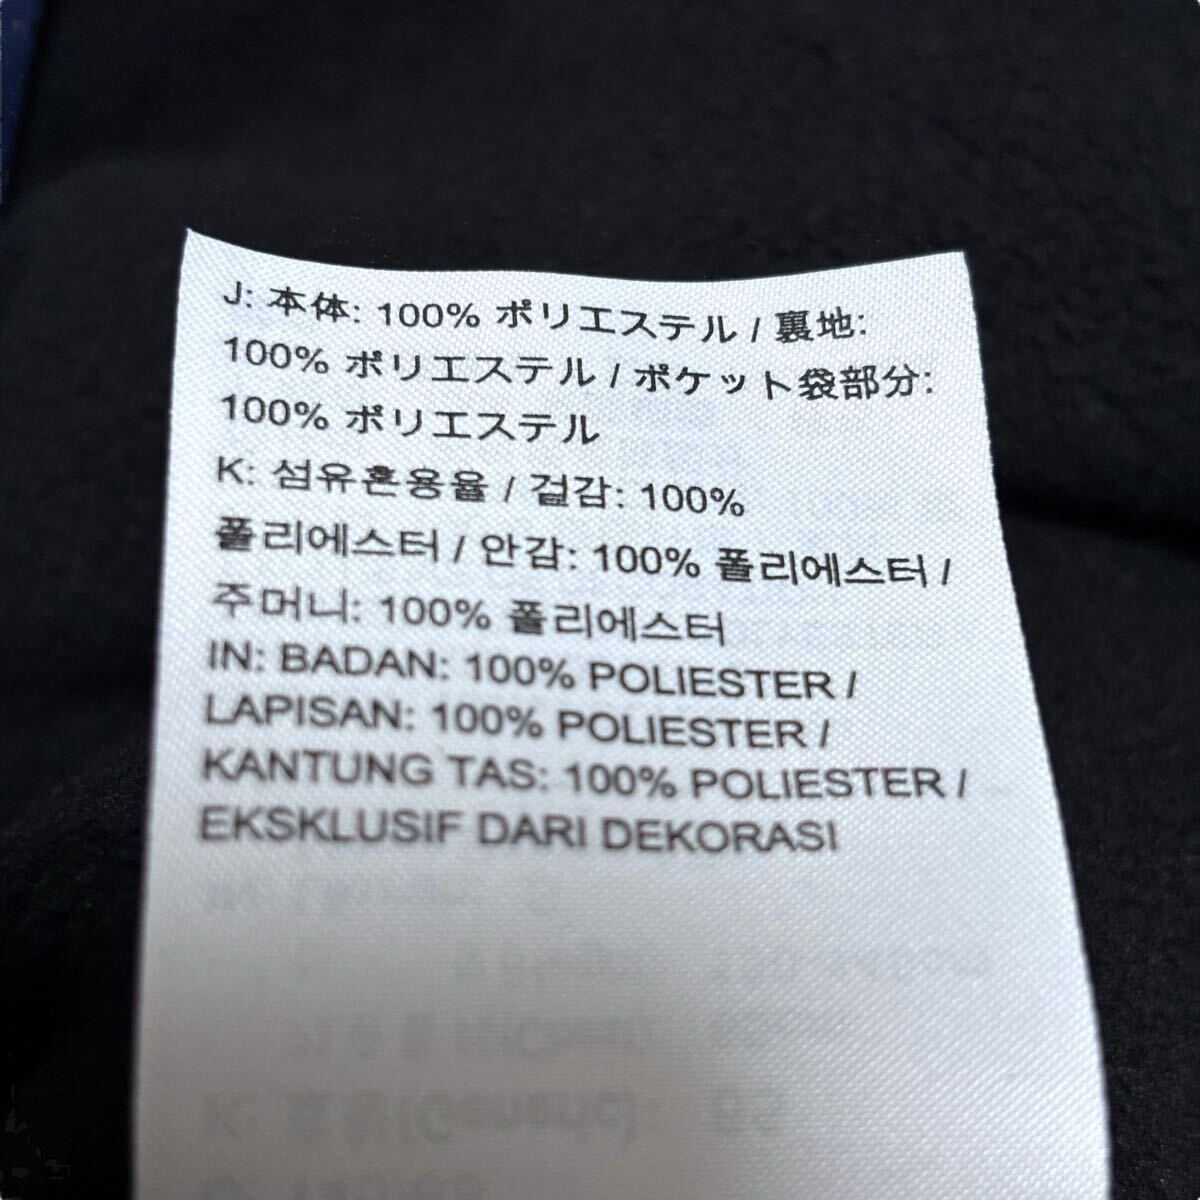 J: 本体: 100% ポリエステル / 裏地:
100% ポリエステル / ポケット袋部分:
100% ポリエステル
K: 섬유혼용율 / 겉감: 100%
폴리에스터 / 안감: 100% 폴리에스터 /
주머니: 100% 폴리에스터
IN: BADAN: 100% POLIESTER /
LAPISAN: 100% POLIESTER /
KANTUNG TAS: 100% POLIESTER /
EKSKLUSIF DARI DEKORASI